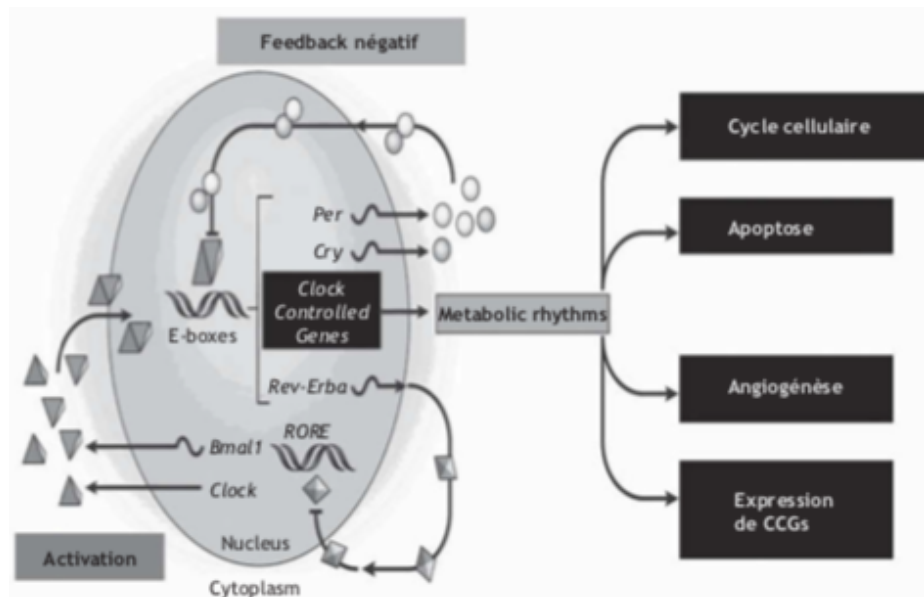 Feedback négatif
Per
Cry
E-boxes
Clock
Controlled
Genes
Rev-Erba
RORE
Bmal1
Clock
Nucleus
Activation
Cytoplasm
Metabolic rhythms
Cycle cellulaire
Apoptose
Angiogénèse
Expression
de CCGs